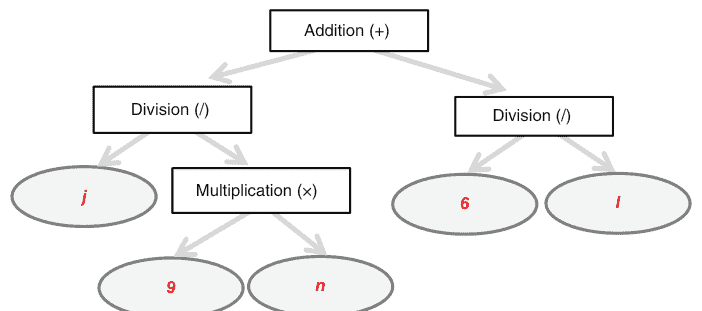 Addition (+)
Division (/)
Division (/)
j
Multiplication (×)
6
l
9
n